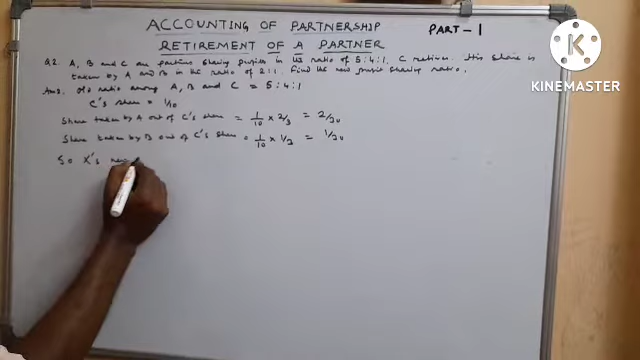 ACCOUNTING OF PARTNERSHIP
PART-1
RETIREMENT OF A PARTNER
Q2. A, B and C are partners sharing profits in the ratio of 5:4:1. C retires. His share is
taken by A and B in the ratio of 2:1. Find the new profit sharing ratio.
Ans. Old ratio among A, B and C = 5:4:1
C's share = 1/10
Share taken by A out of C's share = 1/10 x 2/3 = 2/30
Share taken by B out of C's share = 1/10 x 1/3 = 1/30
So X's new
KINEMASTER